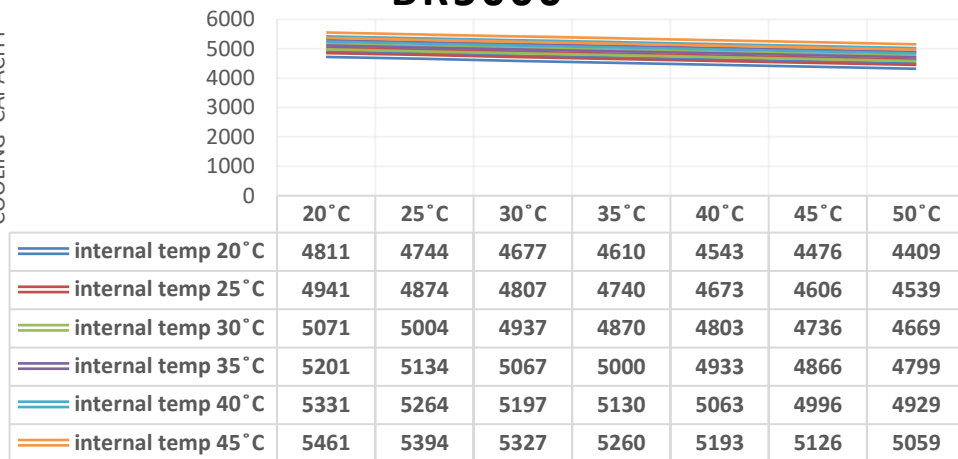 6000
5000
4000
3000
2000
1000
0
COOLING CAPACITY
20˚C 25˚C 30˚C 35˚C 40˚C 45˚C 50˚C
internal temp 20˚C 4811 4744 4677 4610 4543 4476 4409
internal temp 25˚C 4941 4874 4807 4740 4673 4606 4539
internal temp 30˚C 5071 5004 4937 4870 4803 4736 4669
internal temp 35˚C 5201 5134 5067 5000 4933 4866 4799
internal temp 40˚C 5331 5264 5197 5130 5063 4996 4929
internal temp 45˚C 5461 5394 5327 5260 5193 5126 5059